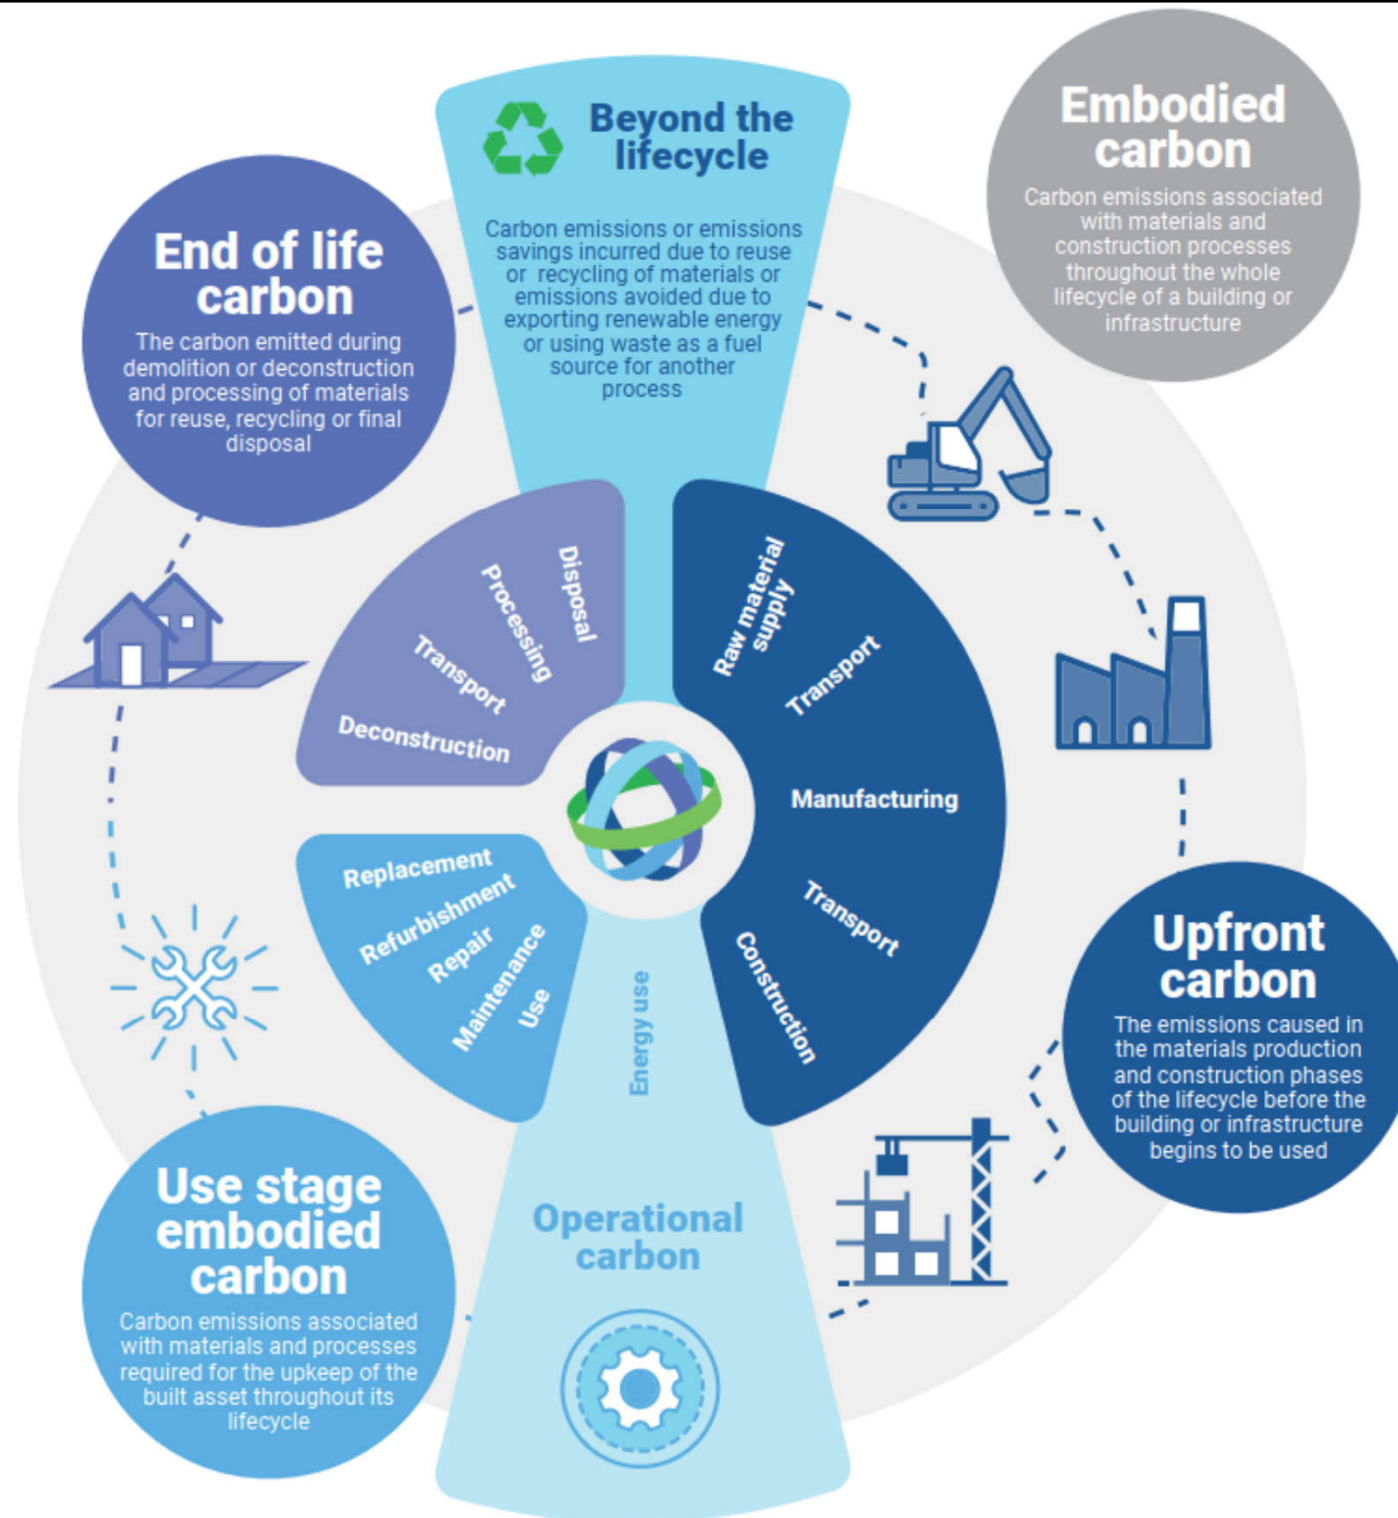 Beyond the
lifecycle
Carbon emissions or emissions
savings incurred due to reuse
or recycling of materials or
emissions avoided due to
exporting renewable energy
or using waste as a fuel
source for another
process
Embodied
carbon
Carbon emissions associated
with materials and
construction processes
throughout the whole
lifecycle of a building or
infrastructure
End of life
carbon
The carbon emitted during
demolition or deconstruction
and processing of materials
for reuse, recycling or final
disposal
Disposal
Processing
Transport
Deconstruction
Raw material
supply
Transport
Manufacturing
Transport
Construction
Replacement
Refurbishment
Repair
Maintenance
Use
Energy use
Upfront
carbon
The emissions caused in
the materials production
and construction phases
of the lifecycle before the
building or infrastructure
begins to be used
Use stage
embodied
carbon
Carbon emissions associated
with materials and processes
required for the upkeep of the
built asset throughout its
lifecycle
Operational
carbon